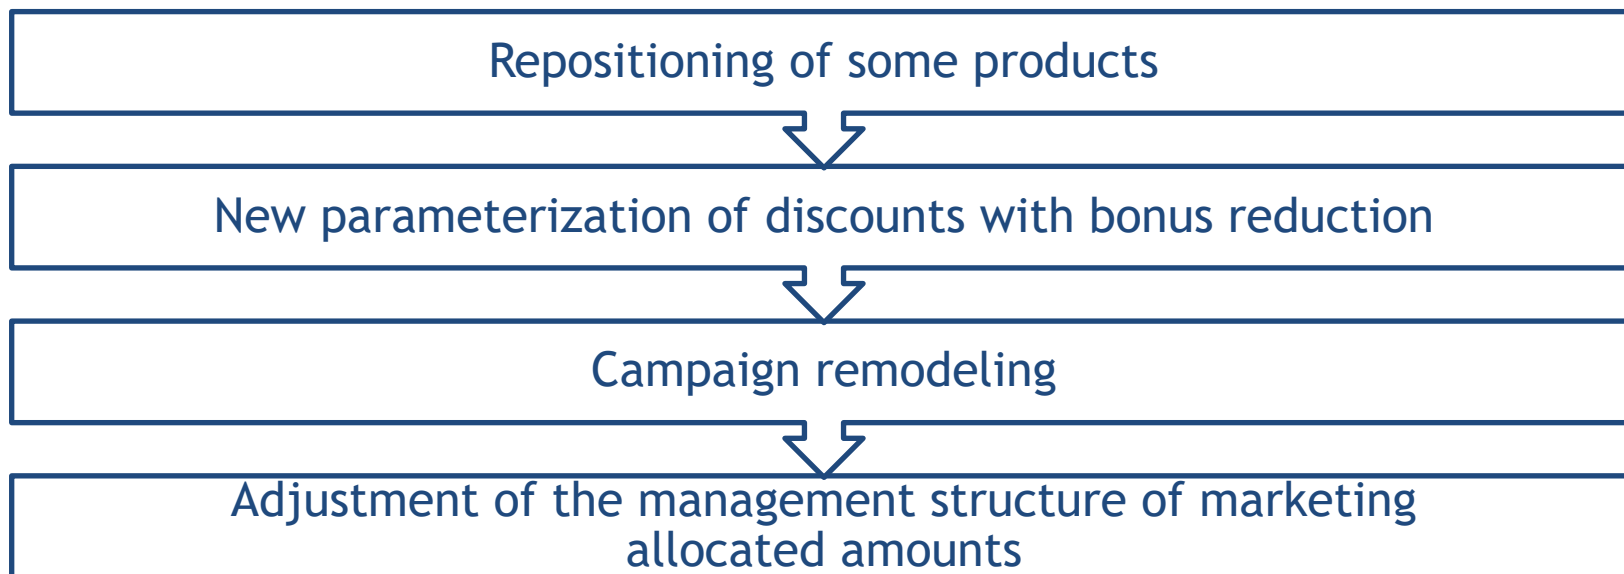 Repositioning of some products
New parameterization of discounts with bonus reduction
Campaign remodeling
Adjustment of the management structure of marketing
allocated amounts